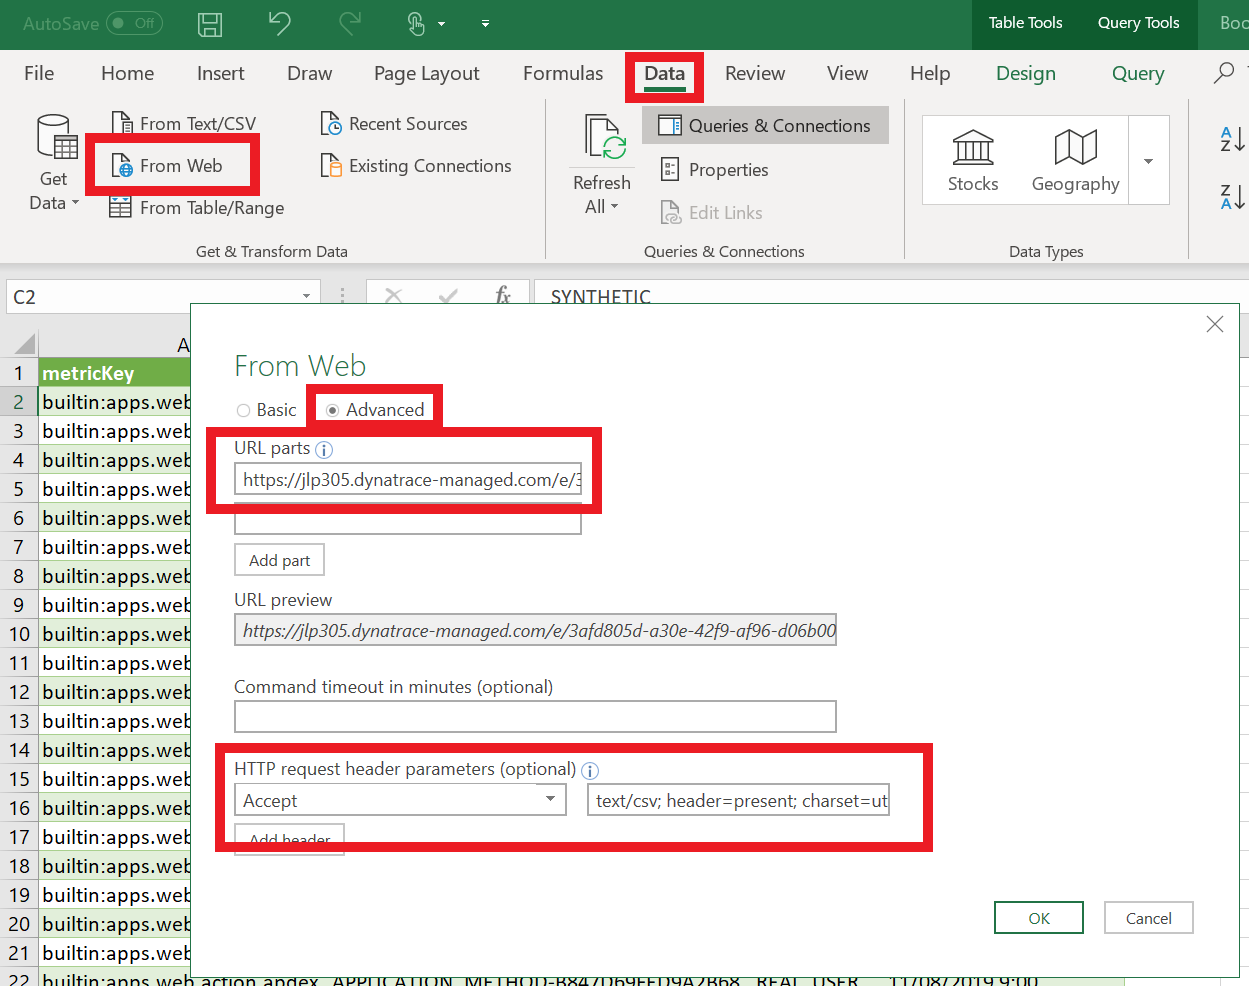 AutoSave Off Table Tools Query Tools Boo
File Home Insert Draw Page Layout Formulas Data Review View Help Design Query
Get Data
From Text/CSV
From Web
From Table/Range
Recent Sources
Existing Connections
Get & Transform Data
Refresh All
Queries & Connections
Properties
Edit Links
Queries & Connections
Stocks Geography
Data Types
A
Z
Z
A
C2 fx SYNTHETIC
A
1 metricKey
2 builtin:apps.web
3 builtin:apps.web
4 builtin:apps.web
5 builtin:apps.web
6 builtin:apps.web
7 builtin:apps.web
8 builtin:apps.web
9 builtin:apps.web
10 builtin:apps.web
11 builtin:apps.web
12 builtin:apps.web
13 builtin:apps.web
14 builtin:apps.web
15 builtin:apps.web
16 builtin:apps.web
17 builtin:apps.web
18 builtin:apps.web
19 builtin:apps.web
20 builtin:apps.web
21 builtin:apps.web
22 builtin:apps.web.action.apdex APPLICATION_METHOD-B847D69FFD9A2B68 REAL_USER 11/08/2019 9:00
From Web
Basic Advanced
URL parts
https://jlp305.dynatrace-managed.com/e/3
Add part
URL preview
https://jlp305.dynatrace-managed.com/e/3afd805d-a30e-42f9-af96-d06b00
Command timeout in minutes (optional)
HTTP request header parameters (optional)
Accept text/csv; header=present; charset=ut
Add header
OK Cancel